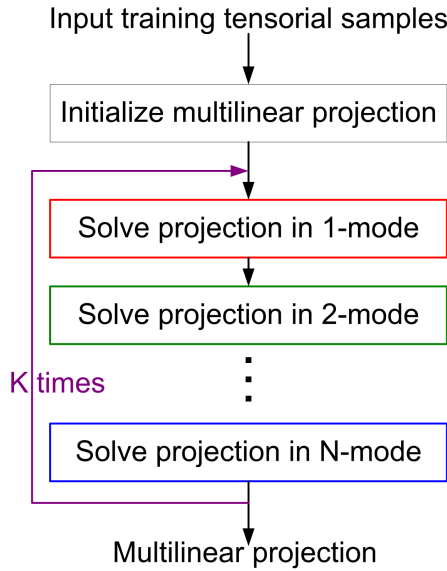 Input training tensorial samples
Initialize multilinear projection
Solve projection in 1-mode
Solve projection in 2-mode
K times
Solve projection in N-mode
Multilinear projection